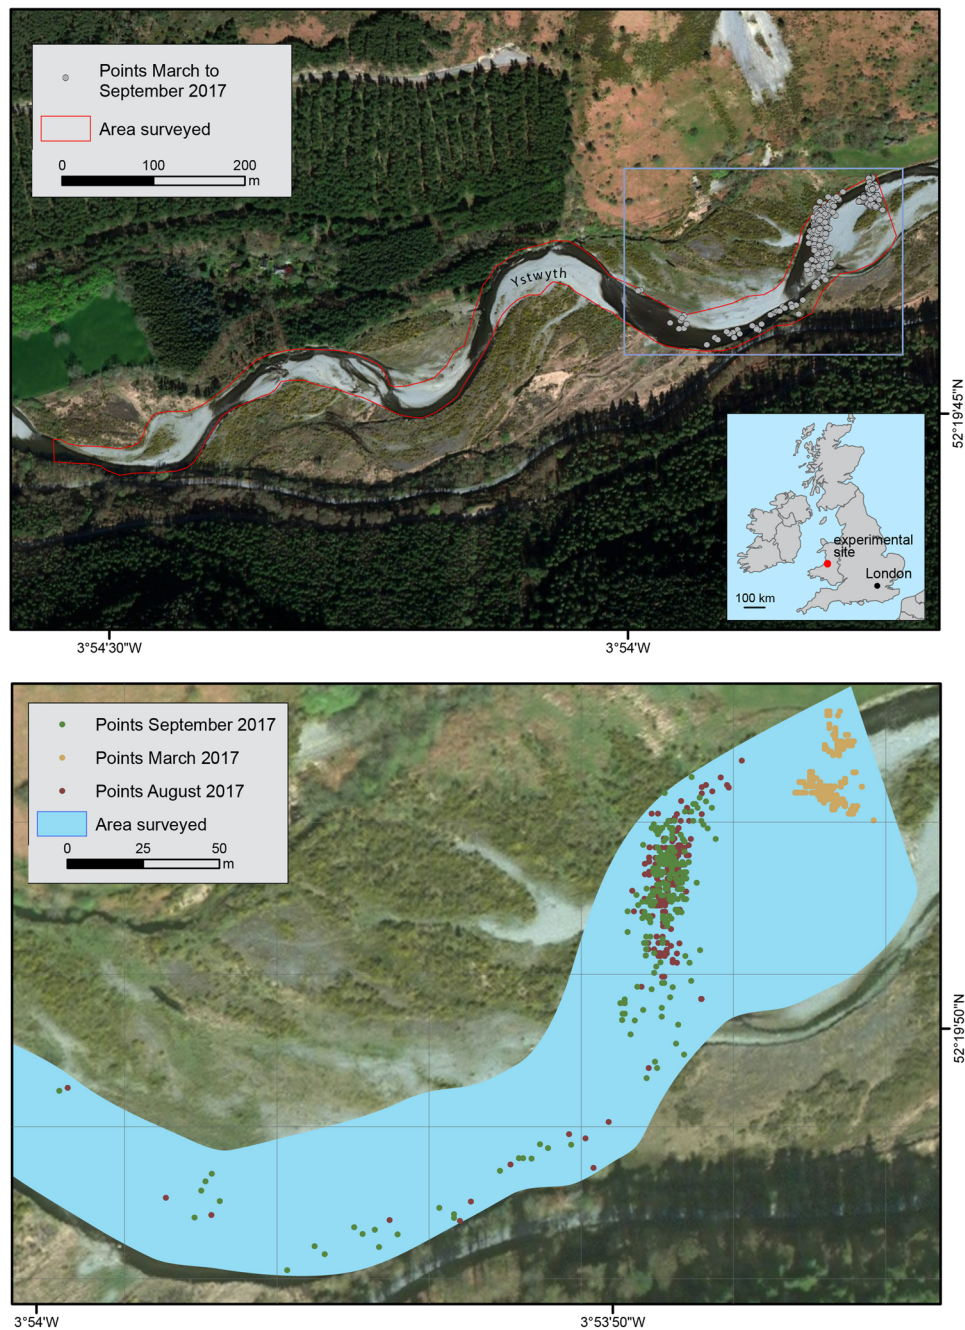 Points March to
September 2017
Area surveyed
0 100 200
m
Ystwyth
52°19'45"N
experimental
site
London
100 km
3°54'30"W 3°54'W
Points September 2017
Points March 2017
Points August 2017
Area surveyed
0 25 50
m
52°19'50"N
3°54'W 3°53'50"W